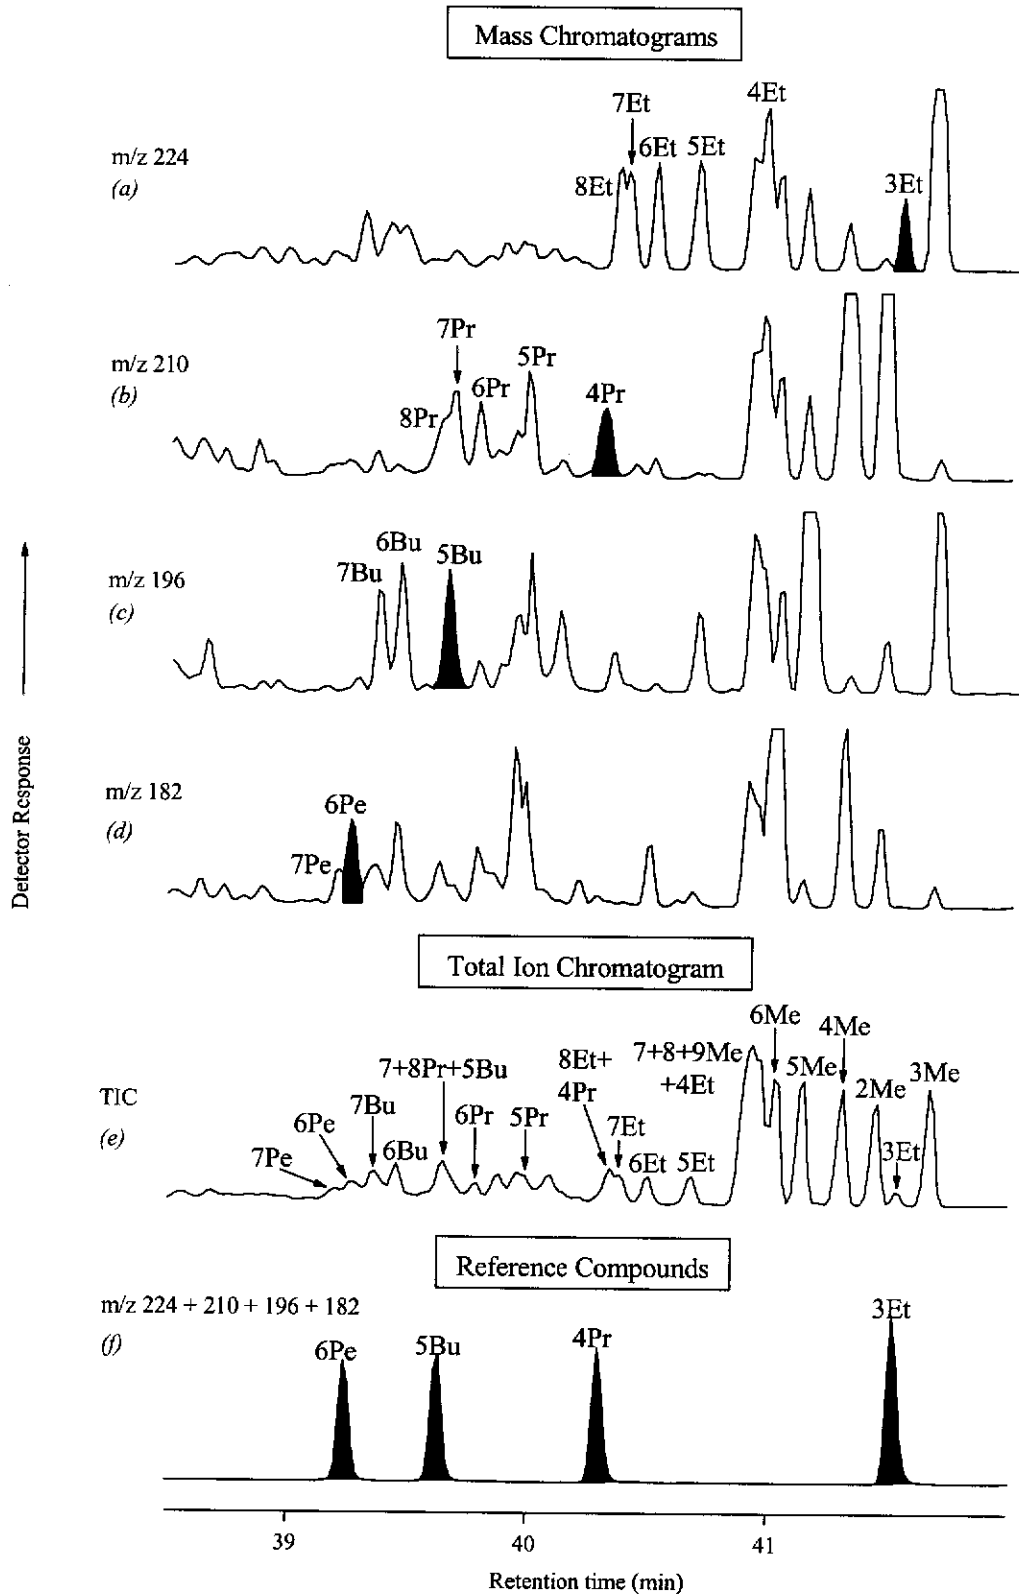 Mass Chromatograms
m/z 224
(a)
8Et
7Et
6Et
5Et
4Et
3Et
m/z 210
(b)
8Pr
7Pr
6Pr
5Pr
4Pr
m/z 196
(c)
7Bu
6Bu
5Bu
m/z 182
(d)
7Pe
6Pe
Detector Response
Total Ion Chromatogram
TIC
(e)
7Pe
6Pe
7Bu
6Bu
7+8Pr+5Bu
6Pr
5Pr
8Et+
4Pr
7Et
6Et
5Et
7+8+9Me
+4Et
6Me
5Me
4Me
2Me
3Et
3Me
Reference Compounds
m/z 224 + 210 + 196 + 182
(f)
6Pe
5Bu
4Pr
3Et
39
40
41
Retention time (min)